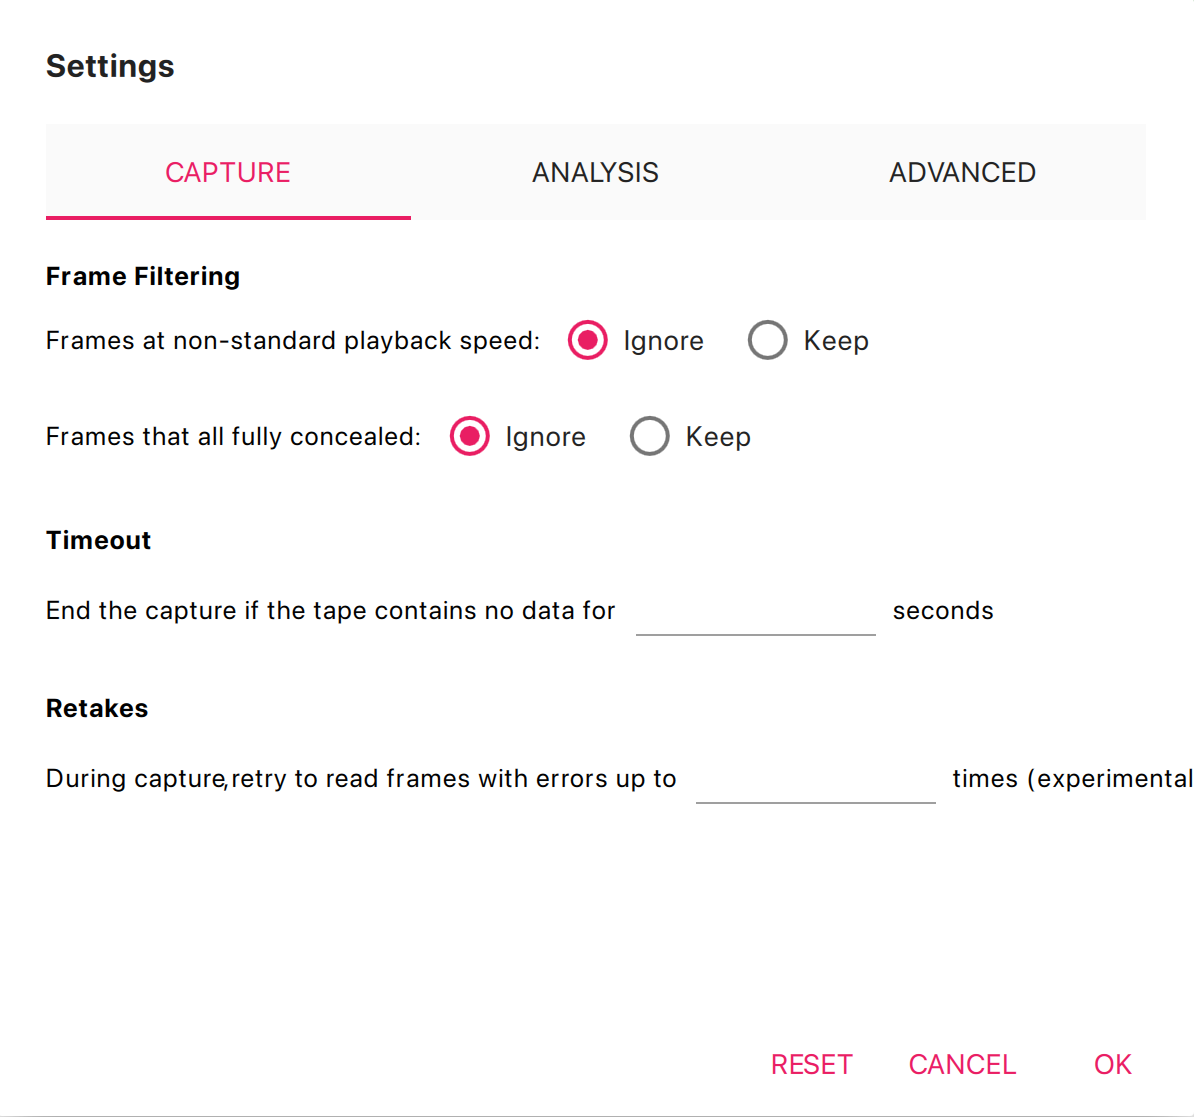 Settings
CAPTURE ANALYSIS ADVANCED
Frame Filtering
Frames at non-standard playback speed: Ignore Keep
Frames that all fully concealed: Ignore Keep
Timeout
End the capture if the tape contains no data for seconds
Retakes
During capture,retry to read frames with errors up to times (experimental
RESET CANCEL OK